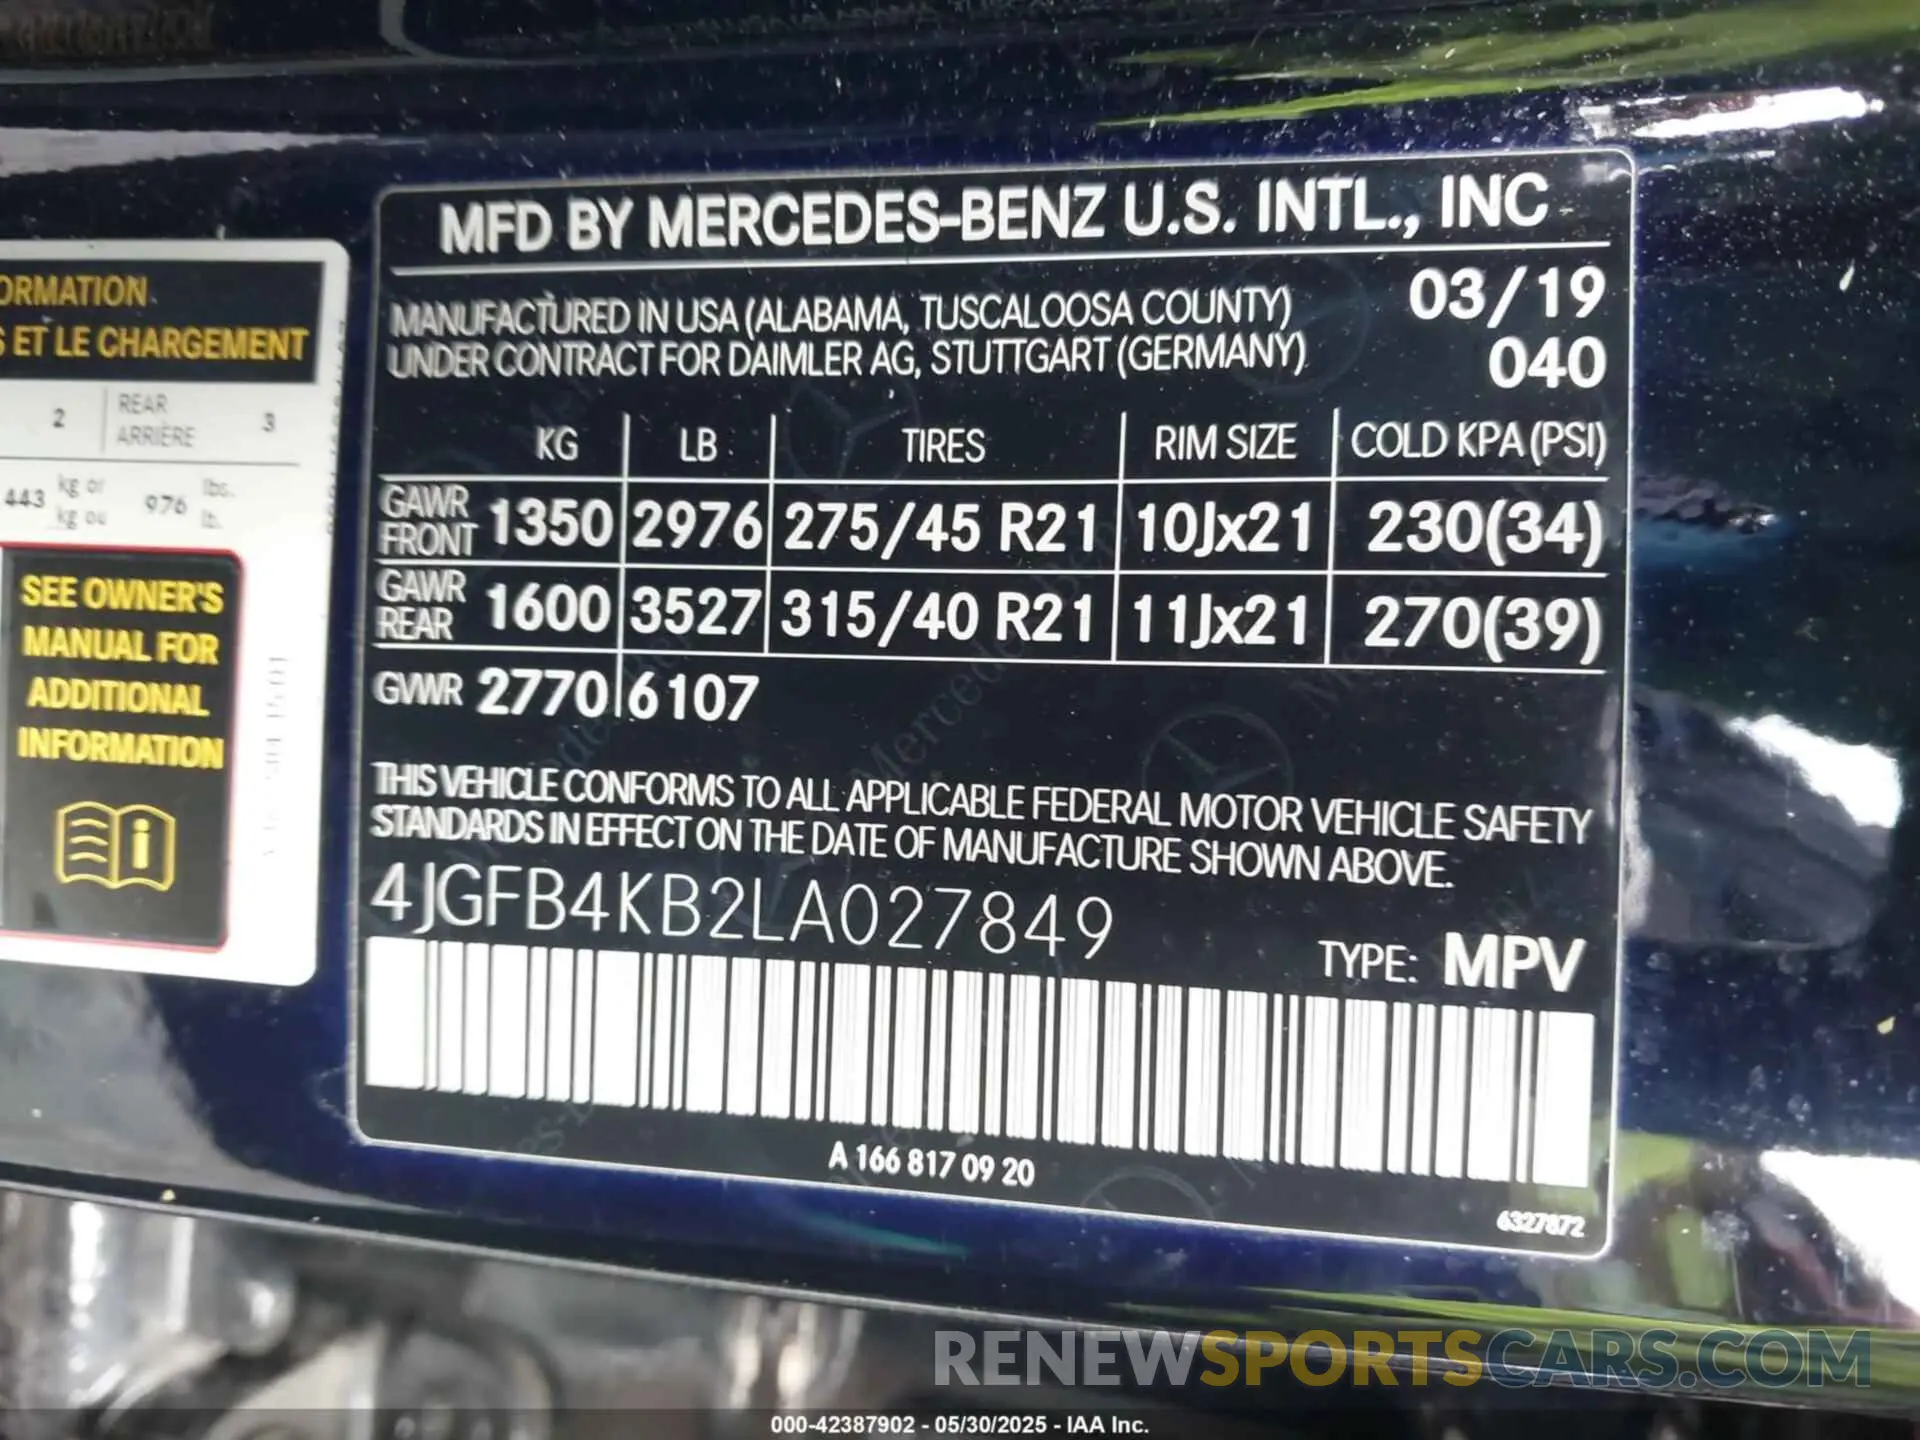 ORMATION
S ET LE CHARGEMENT
2 REAR ARRIÈRE 3
443 kg or kg ou 976 lbs. lb.
SEE OWNER'S
MANUAL FOR
ADDITIONAL
INFORMATION
MFD BY MERCEDES-BENZ U.S. INTL., INC
MANUFACTURED IN USA (ALABAMA, TUSCALOOSA COUNTY) 03/19
UNDER CONTRACT FOR DAIMLER AG, STUTTGART (GERMANY) 040
KG LB TIRES RIM SIZE COLD KPA (PSI)
GAWR FRONT 1350 2976 275/45 R21 10Jx21 230(34)
GAWR REAR 1600 3527 315/40 R21 11Jx21 270(39)
GVWR 2770 6107
THIS VEHICLE CONFORMS TO ALL APPLICABLE FEDERAL MOTOR VEHICLE SAFETY
STANDARDS IN EFFECT ON THE DATE OF MANUFACTURE SHOWN ABOVE.
4JGFB4KB2LA027849
TYPE: MPV
A 166 817 09 20
6327872
RENEWSPORTSCARS.COM
000-42387902 - 05/30/2025 - IAA Inc.